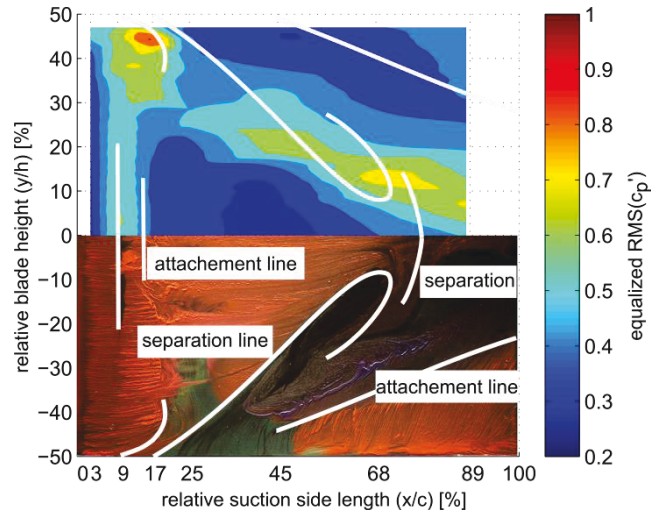 50
40
30
20
10
0
−10
−20
−30
−40
−50
relative blade height (y/h) [%]
attachement line
separation line
separation
attachement line
0 3 9 17 25 45 68 89 100
relative suction side length (x/c) [%]
1
0.9
0.8
0.7
0.6
0.5
0.4
0.3
0.2
equalized RMS(cp')